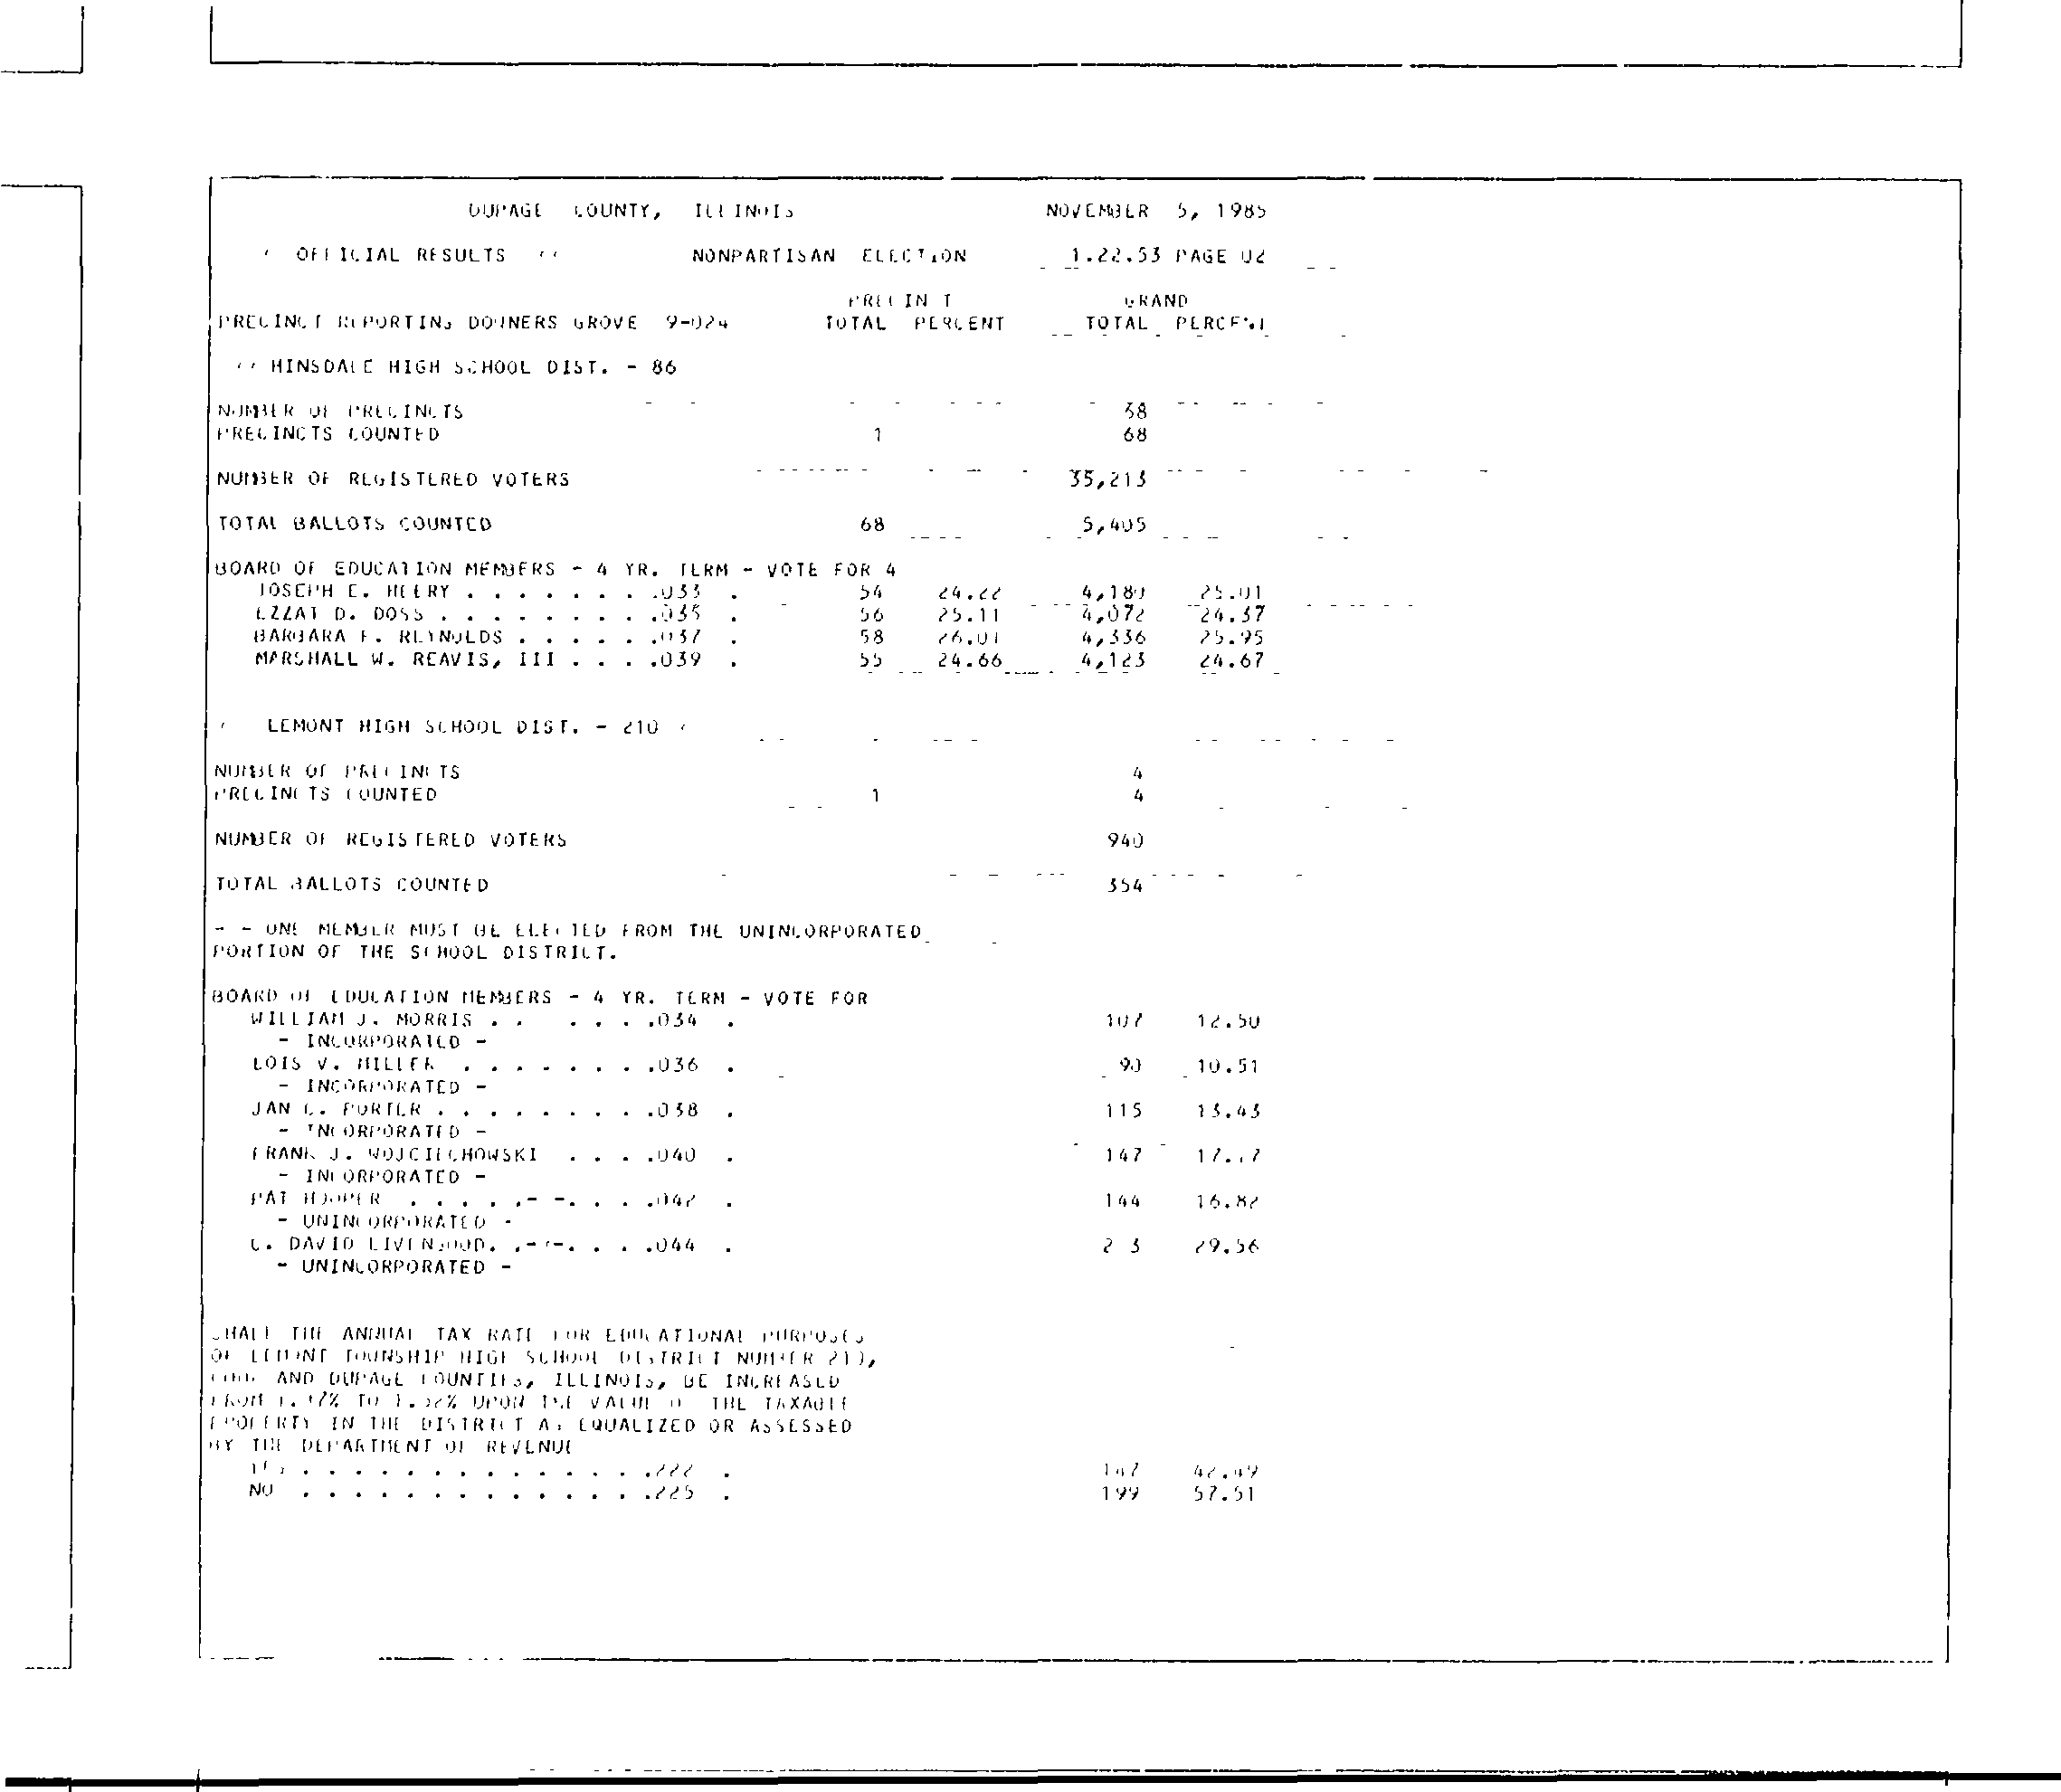 DUPAGE COUNTY, ILLINOIS NOVEMBER 5, 1985
OFFICIAL RESULTS NONPARTISAN ELECTION 1.22.53 PAGE 02
PRECINCT GRAND
PRECINCT REPORTING DOWNERS GROVE 9-024 TOTAL PERCENT TOTAL PERCENT
HINSDALE HIGH SCHOOL DIST. - 86
NUMBER OF PRECINCTS 68
PRECINCTS COUNTED 1 68
NUMBER OF REGISTERED VOTERS 35,213
TOTAL BALLOTS COUNTED 68 5,405
BOARD OF EDUCATION MEMBERS - 4 YR. TERM - VOTE FOR 4
JOSEPH E. HEERY . . . . . . . .033 . 54 24.22 4,180 25.01
EZZAT D. DOSS . . . . . . . . .035 . 56 25.11 4,072 24.37
BARBARA F. REYNOLDS . . . . . .037 . 58 26.01 4,336 25.95
MARSHALL W. REAVIS, III . . . .039 . 55 24.66 4,123 24.67
LEMONT HIGH SCHOOL DIST. - 210
NUMBER OF PRECINCTS 4
PRECINCTS COUNTED 1 4
NUMBER OF REGISTERED VOTERS 940
TOTAL BALLOTS COUNTED 354
- - ONE MEMBER MUST BE ELECTED FROM THE UNINCORPORATED
PORTION OF THE SCHOOL DISTRICT.
BOARD OF EDUCATION MEMBERS - 4 YR. TERM - VOTE FOR
WILLIAM J. MORRIS . . . . . .034 . 107 12.50
- INCORPORATED -
LOIS V. MILLER . . . . . . . .036 . 90 10.51
- INCORPORATED -
JAN C. PORTER . . . . . . . . .038 . 115 13.43
- INCORPORATED -
FRANK J. WOJCIECHOWSKI . . . .040 . 147 17.17
- INCORPORATED -
PAT HOOPER . . . . .- -. . . .042 . 144 16.82
- UNINCORPORATED -
C. DAVID LIVENGOOD. .- -. . . .044 . 29.56
- UNINCORPORATED -
SHALL THE ANNUAL TAX RATE FOR EDUCATIONAL PURPOSES
OF LEMONT TOWNSHIP HIGH SCHOOL DISTRICT NUMBER 210,
COOK AND DUPAGE COUNTIES, ILLINOIS, BE INCREASED
FROM TO UPON THE VALUE OF THE TAXABLE
PROPERTY IN THE DISTRICT AS EQUALIZED OR ASSESSED
BY THE DEPARTMENT OF REVENUE
YES . . . . . . . . . . . . . .222 . 147 42.49
NO . . . . . . . . . . . . . .225 . 199 57.51